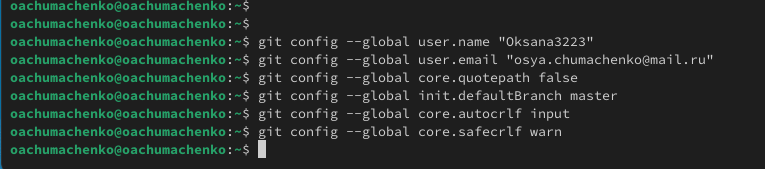 oachumachenko@oachumachenko:~$
oachumachenko@oachumachenko:~$
oachumachenko@oachumachenko:~$ git config --global user.name "Oksana3223"
oachumachenko@oachumachenko:~$ git config --global user.email "osya.chumachenko@mail.ru"
oachumachenko@oachumachenko:~$ git config --global core.quotepath false
oachumachenko@oachumachenko:~$ git config --global init.defaultBranch master
oachumachenko@oachumachenko:~$ git config --global core.autocrlf input
oachumachenko@oachumachenko:~$ git config --global core.safecrlf warn
oachumachenko@oachumachenko:~$